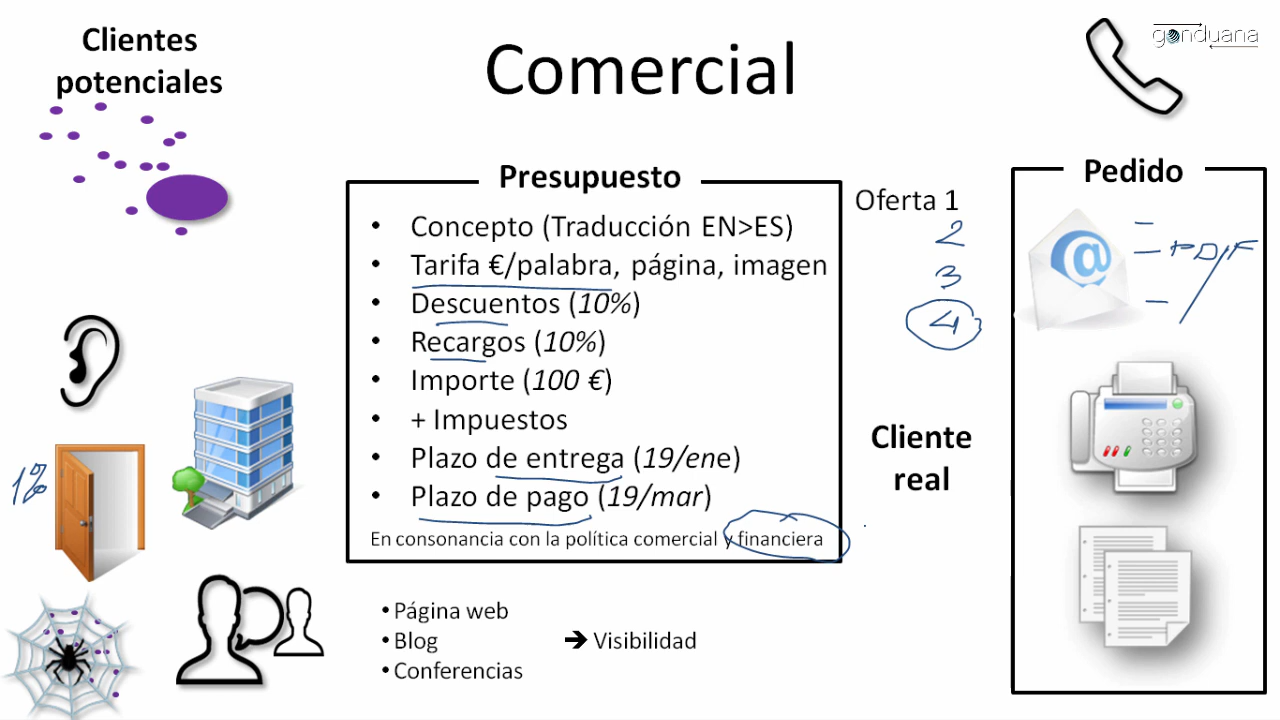 Clientes
potenciales
Comercial
gonduana
Presupuesto
• Concepto (Traducción EN>ES)
• Tarifa €/palabra, página, imagen
• Descuentos (10%)
• Recargos (10%)
• Importe (100 €)
• + Impuestos
• Plazo de entrega (19/ene)
• Plazo de pago (19/mar)
En consonancia con la política comercial y financiera
Oferta 1
2
3
4
Cliente
real
Pedido
@
PDF
1%
• Página web
• Blog
• Conferencias
➔ Visibilidad